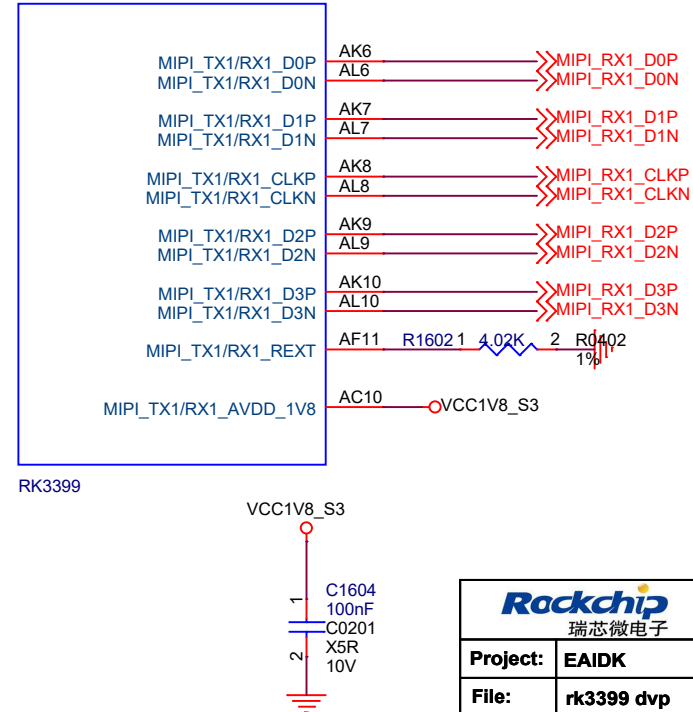 MIPI_TX1/RX1_D0P AK6 MIPI_RX1_D0P
MIPI_TX1/RX1_D0N AL6 MIPI_RX1_D0N
MIPI_TX1/RX1_D1P AK7 MIPI_RX1_D1P
MIPI_TX1/RX1_D1N AL7 MIPI_RX1_D1N
MIPI_TX1/RX1_CLKP AK8 MIPI_RX1_CLKP
MIPI_TX1/RX1_CLKN AL8 MIPI_RX1_CLKN
MIPI_TX1/RX1_D2P AK9 MIPI_RX1_D2P
MIPI_TX1/RX1_D2N AL9 MIPI_RX1_D2N
MIPI_TX1/RX1_D3P AK10 MIPI_RX1_D3P
MIPI_TX1/RX1_D3N AL10 MIPI_RX1_D3N
MIPI_TX1/RX1_REXT AF11 R1602 1 4.02K 2 R0402
1%
MIPI_TX1/RX1_AVDD_1V8 AC10 VCC1V8_S3
RK3399
VCC1V8_S3
1 C1604
100nF
C0201
X5R
2 10V
Rockchip
瑞芯微电子
Project: EAIDK
File: rk3399 dvp